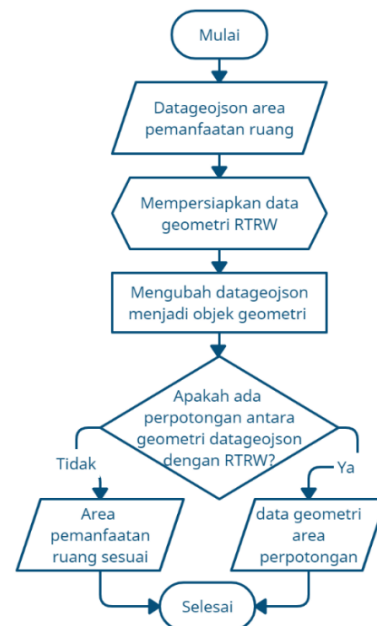 Mulai
Datageojson area
pemanfaatan ruang
Mempersiapkan data
geometri RTRW
Mengubah datageojson
menjadi objek geometri
Apakah ada
perpotongan antara
geometri datageojson
dengan RTRW?
Tidak
Ya
Area
pemanfaatan
ruang sesuai
data geometri
area
perpotongan
Selesai